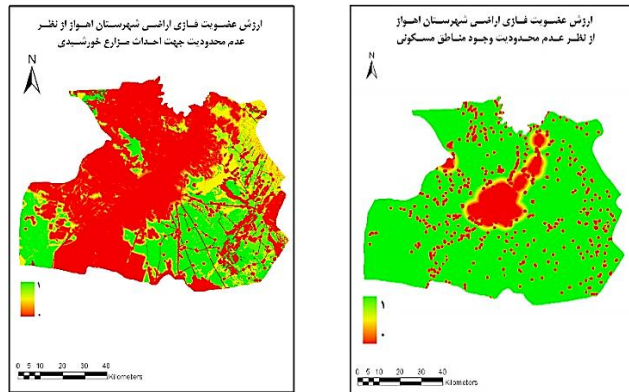 ارزش عضویت فازی اراضی شهرستان اهواز از نظر
عدم محدودیت وجود مناطق مسکونی
N
۱
۰
0 5 10 20 30 40
Kilometers
ارزش عضویت فازی اراضی شهرستان اهواز از نظر
عدم محدودیت جهت احداث مزارع خورشیدی
N
۱
۰
0 5 10 20 30 40
Kilometers